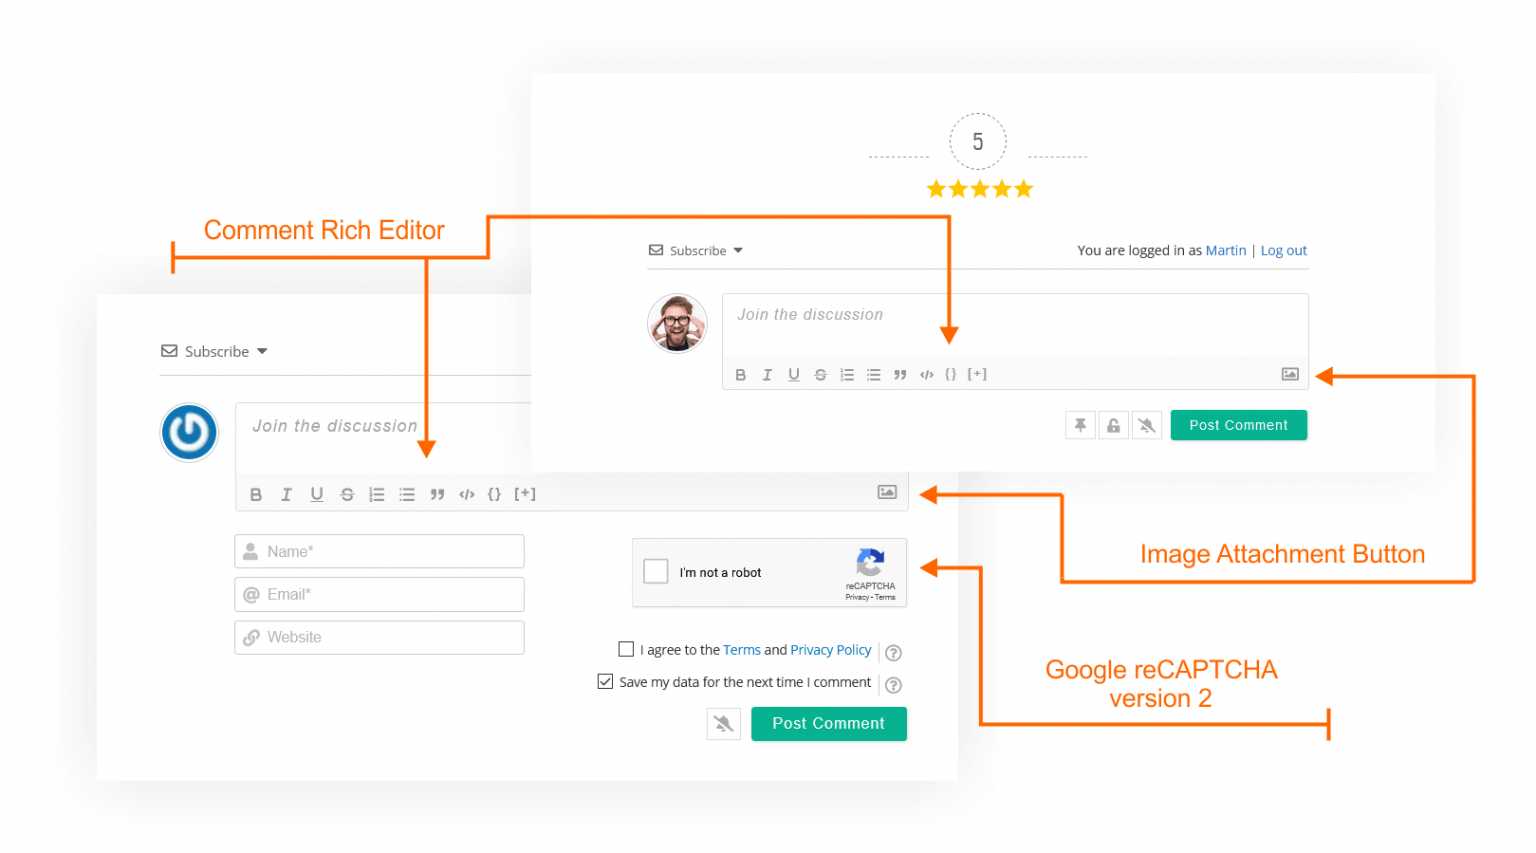 5
Comment Rich Editor
Subscribe
You are logged in as Martin | Log out
Join the discussion
B I U S </> {} [+]
Post Comment
Subscribe
Join the discussion
B I U S </> {} [+]
Image Attachment Button
Name*
Email*
Website
I'm not a robot
reCAPTCHA
Privacy - Terms
I agree to the Terms and Privacy Policy
Save my data for the next time I comment
Post Comment
Google reCAPTCHA
version 2